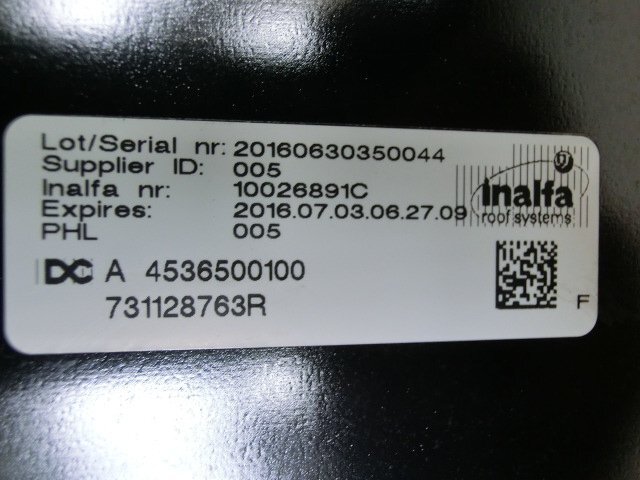 Lot/Serial nr: 20160630350044
Supplier ID: 005
Inalfa nr: 10026891C
Expires: 2016.07.03.06.27.09
PHL 005
inalfa
roof systems
DC A 4536500100
731128763R
F